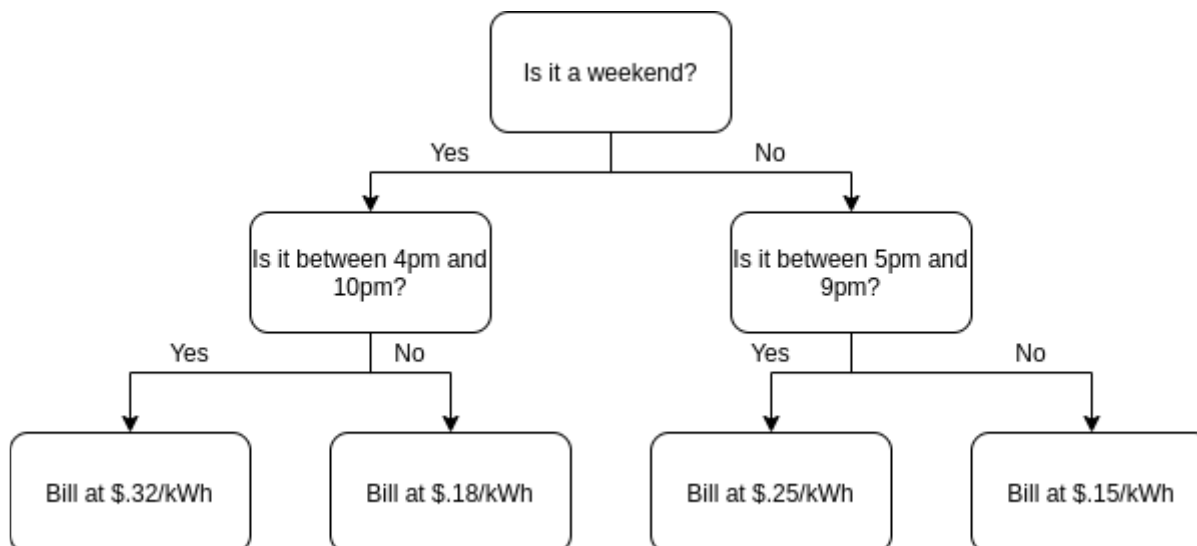 Is it a weekend?
Yes
No
Is it between 4pm and
10pm?
Is it between 5pm and
9pm?
Yes
No
Yes
No
Bill at $.32/kWh
Bill at $.18/kWh
Bill at $.25/kWh
Bill at $.15/kWh